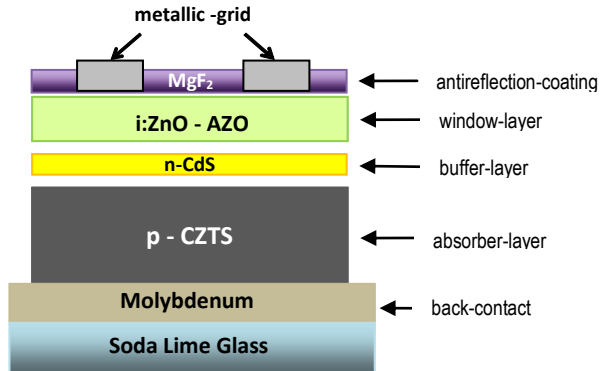 metallic -grid
MgF₂
antireflection-coating
i:ZnO - AZO
window-layer
n-CdS
buffer-layer
p - CZTS
absorber-layer
Molybdenum
back-contact
Soda Lime Glass